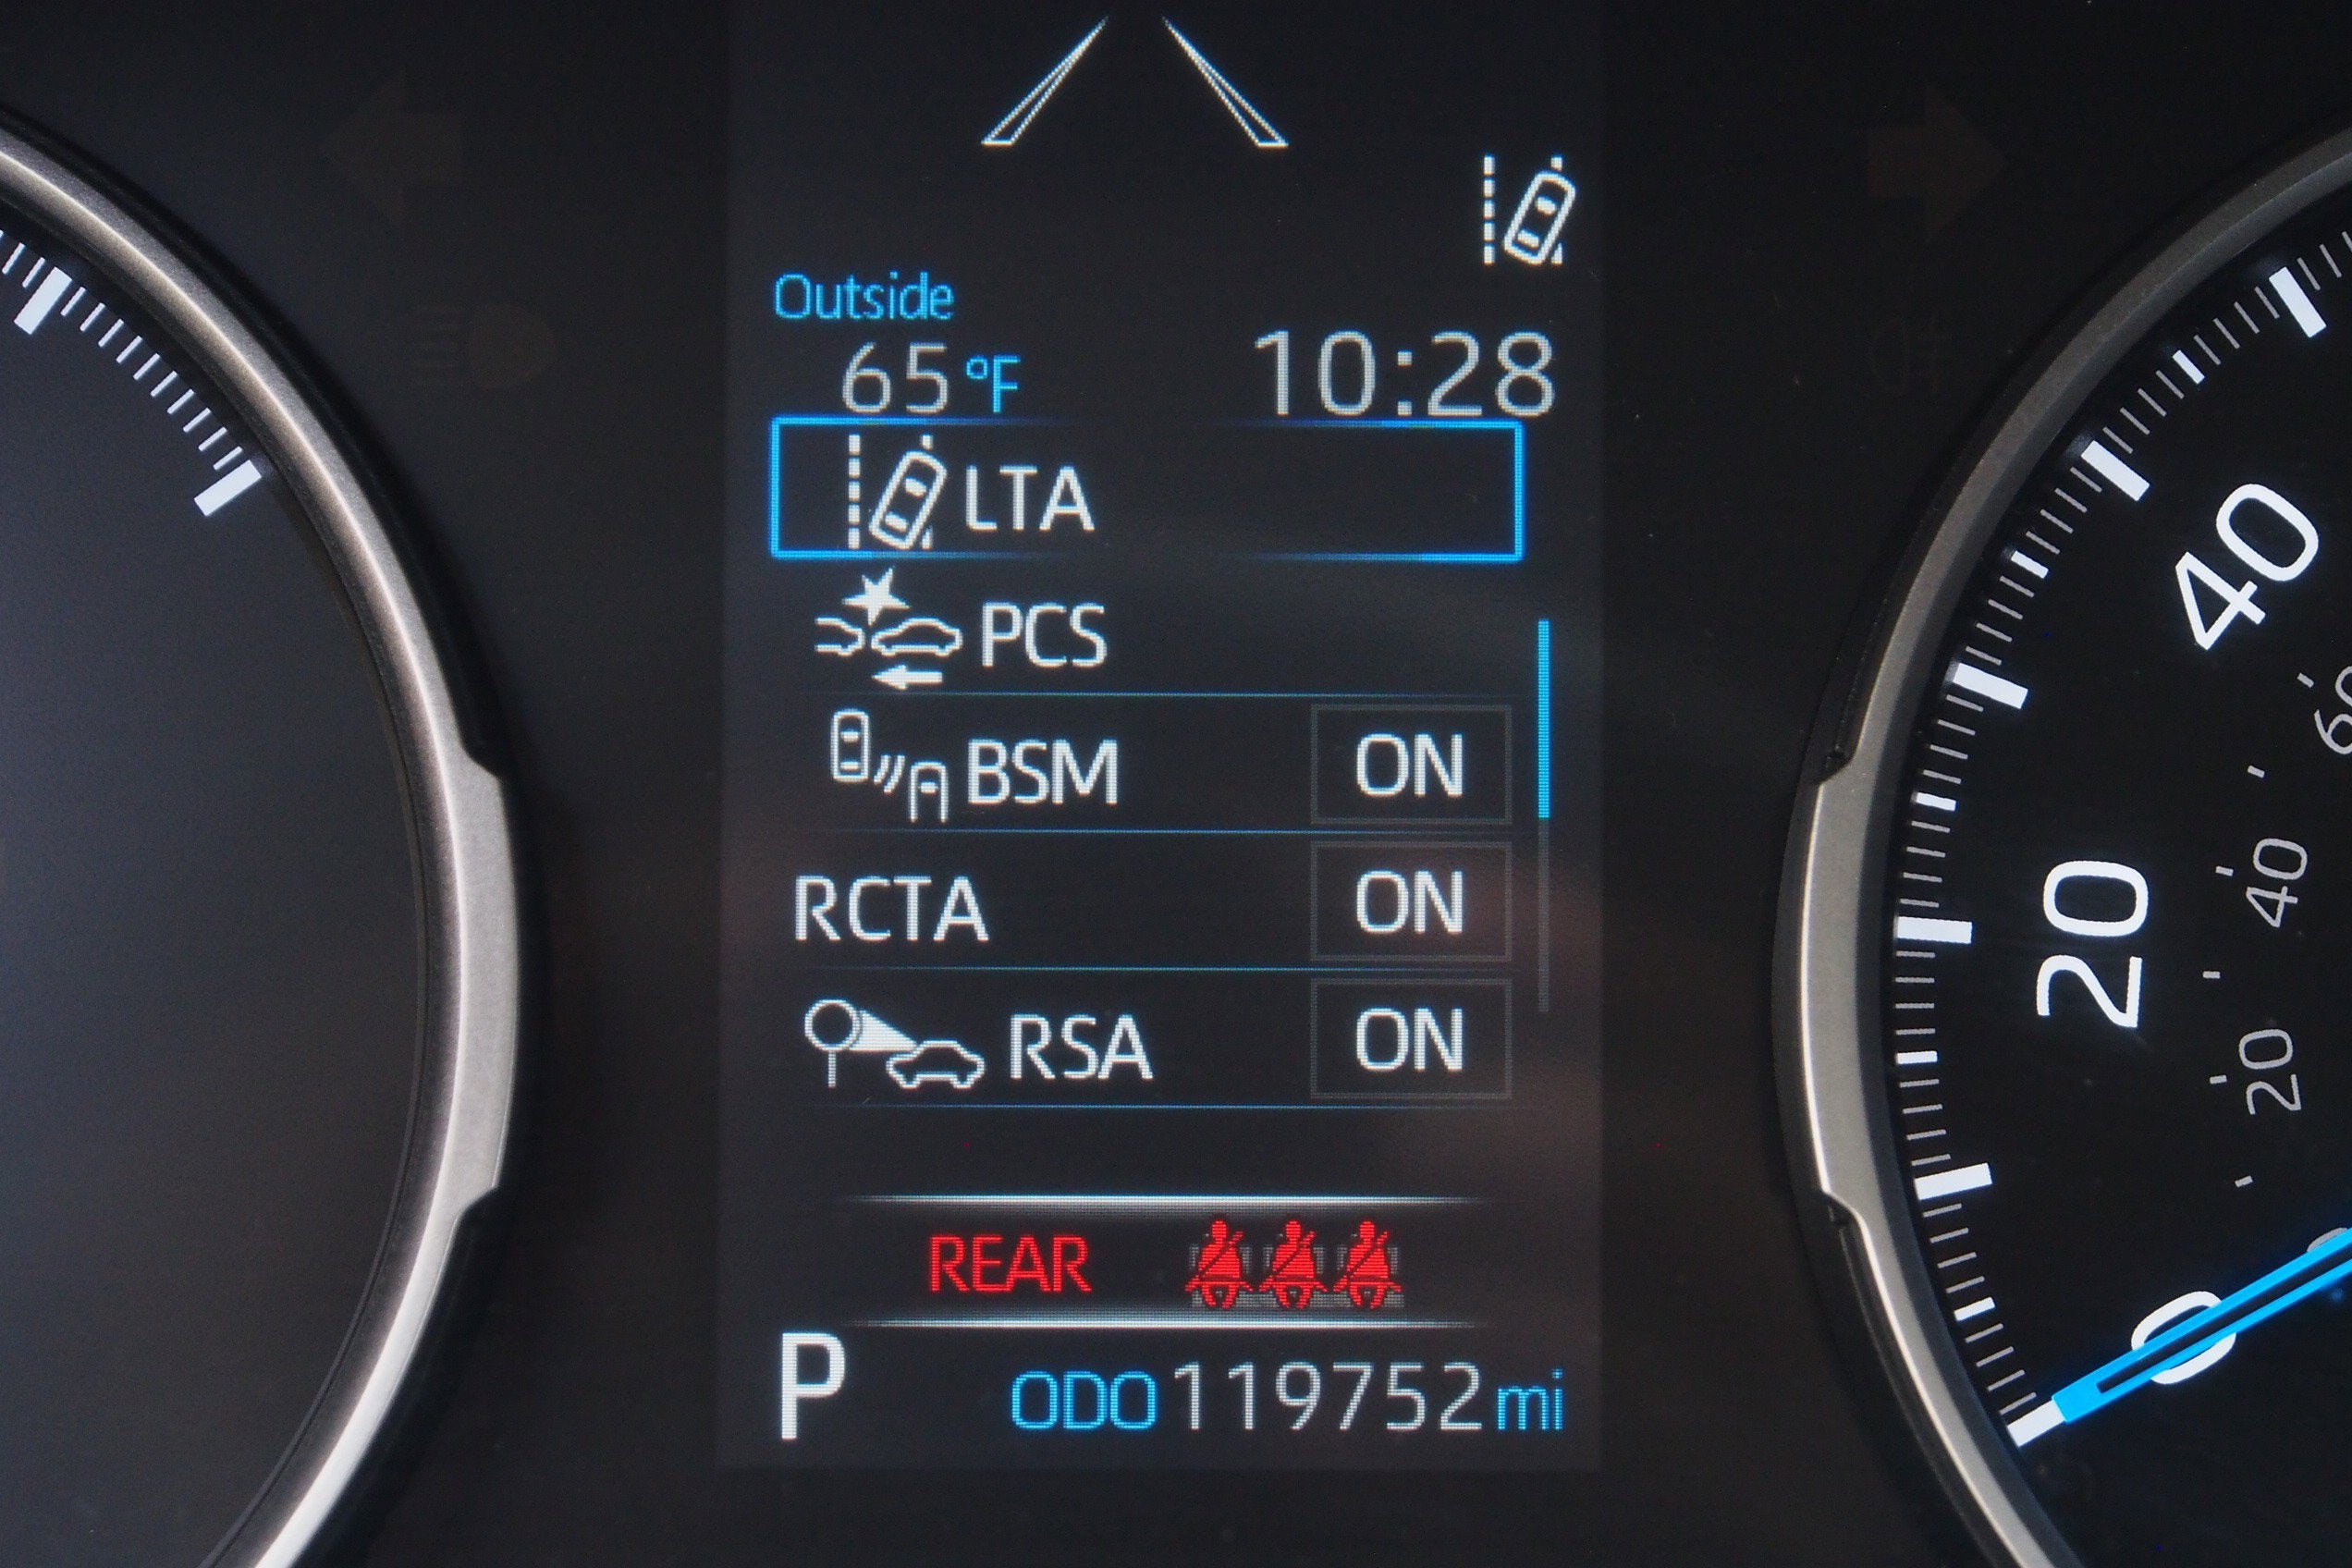 Outside
65 °F 10:28
LTA
PCS
BSM ON
RCTA ON
RSA ON
REAR
P ODO 119752 mi
40
20
0
60
40
20